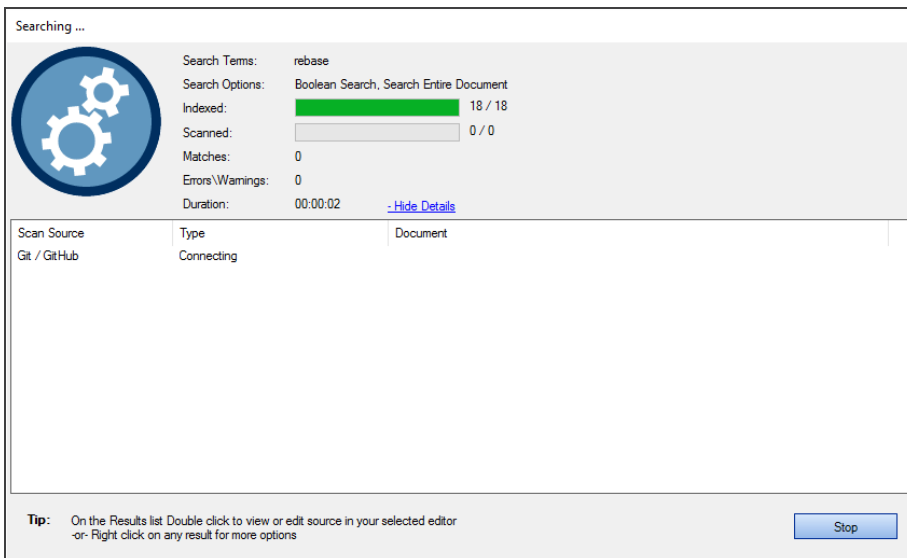 Searching ...
Search Terms: rebase
Search Options: Boolean Search, Search Entire Document
Indexed: 18 / 18
Scanned: 0 / 0
Matches: 0
Errors\Warnings: 0
Duration: 00:00:02 - Hide Details
Scan Source Type Document
Git / GitHub Connecting
Tip: On the Results list Double click to view or edit source in your selected editor
-or- Right click on any result for more options
Stop